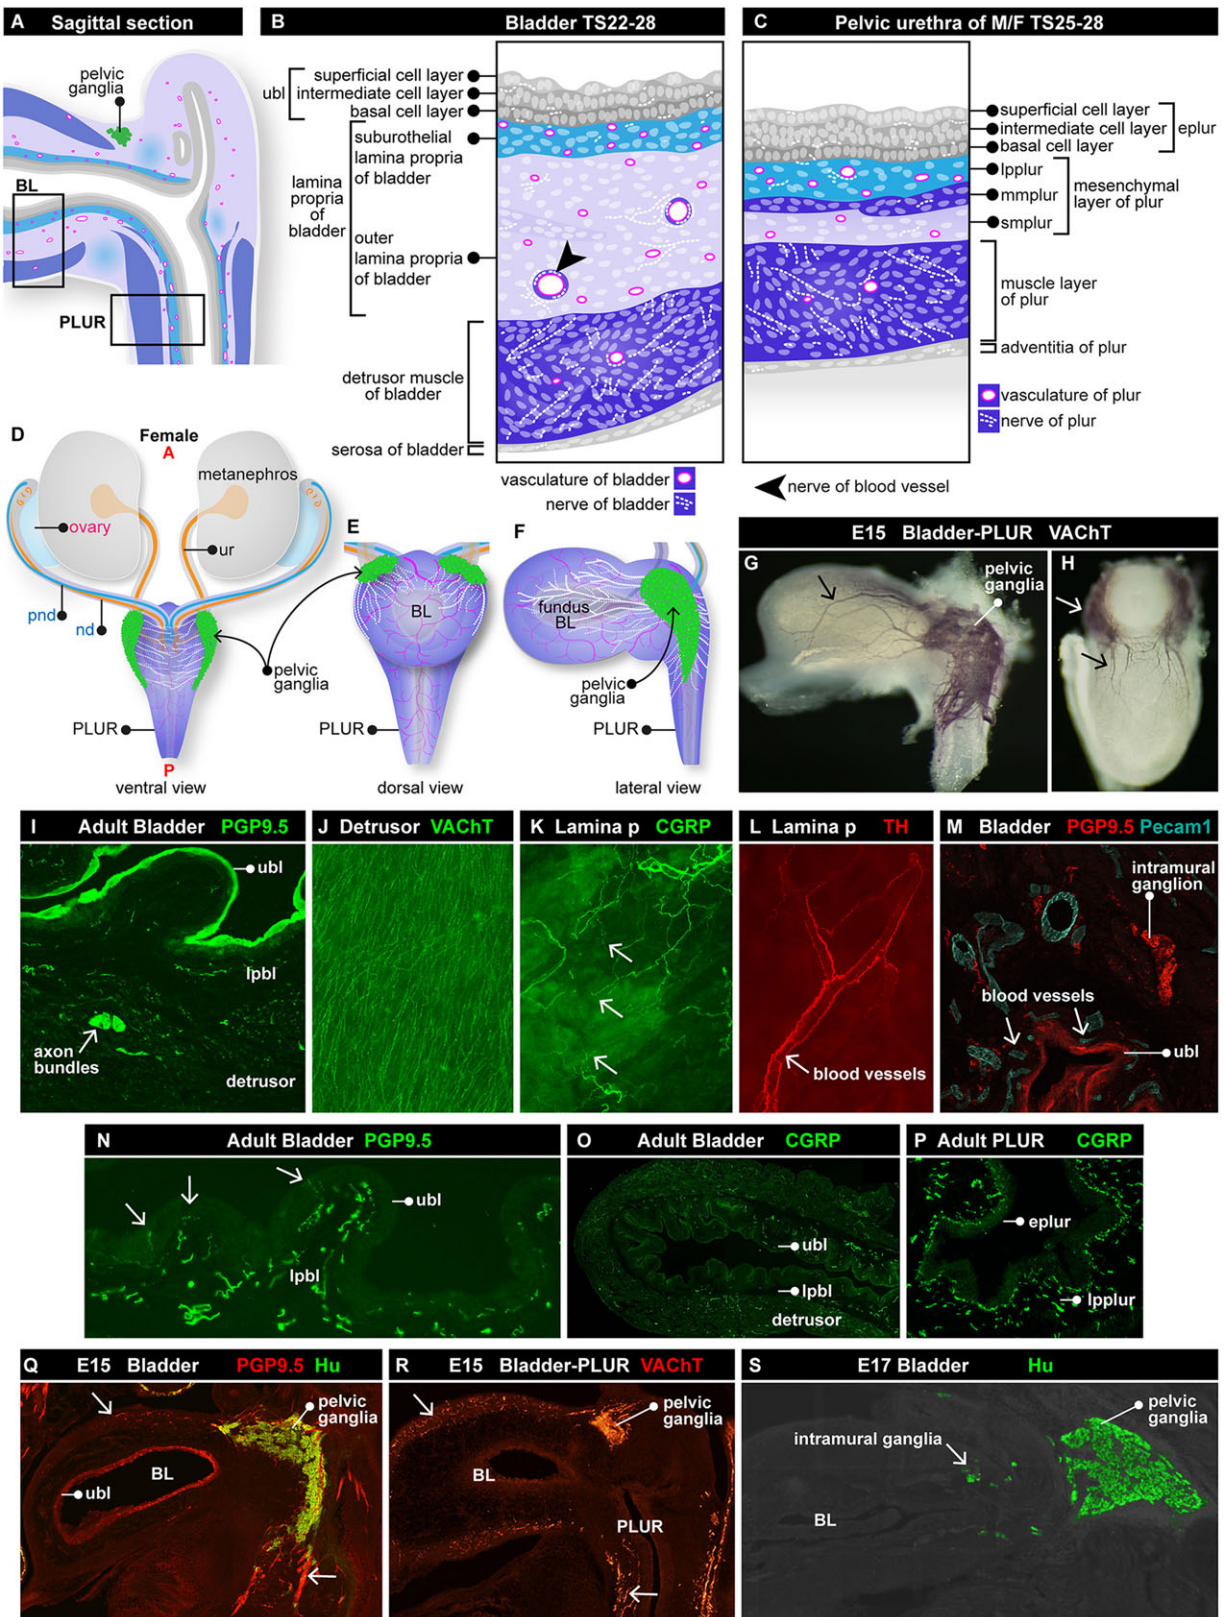 A Sagittal section
pelvic
ganglia
BL
PLUR
B Bladder TS22-28
superficial cell layer
ubl intermediate cell layer
basal cell layer
suburothelial
lamina propria
of bladder
lamina
propria
of
bladder
outer
lamina propria
of bladder
detrusor muscle
of bladder
serosa of bladder
vasculature of bladder
nerve of bladder
C Pelvic urethra of M/F TS25-28
superficial cell layer
intermediate cell layer eplur
basal cell layer
lpplur
mmplur
smplur
mesenchymal
layer of plur
muscle layer
of plur
adventitia of plur
vasculature of plur
nerve of plur
nerve of blood vessel
D Female
A
metanephros
ovary
ur
pnd
nd
pelvic
ganglia
PLUR
P
ventral view
E
BL
PLUR
dorsal view
F
fundus
BL
pelvic
ganglia
PLUR
lateral view
E15 Bladder-PLUR VAChT
G
pelvic
ganglia
H
I Adult Bladder PGP9.5
ubl
lpbl
axon
bundles
detrusor
J Detrusor VAChT
K Lamina p CGRP
L Lamina p TH
blood vessels
M Bladder PGP9.5 Pecam1
intramural
ganglion
blood vessels
ubl
N Adult Bladder PGP9.5
ubl
lpbl
O Adult Bladder CGRP
ubl
lpbl
detrusor
P Adult PLUR CGRP
eplur
lpplur
Q E15 Bladder PGP9.5 Hu
pelvic
ganglia
BL
ubl
R E15 Bladder-PLUR VAChT
pelvic
ganglia
BL
PLUR
S E17 Bladder Hu
pelvic
ganglia
intramural ganglia
BL